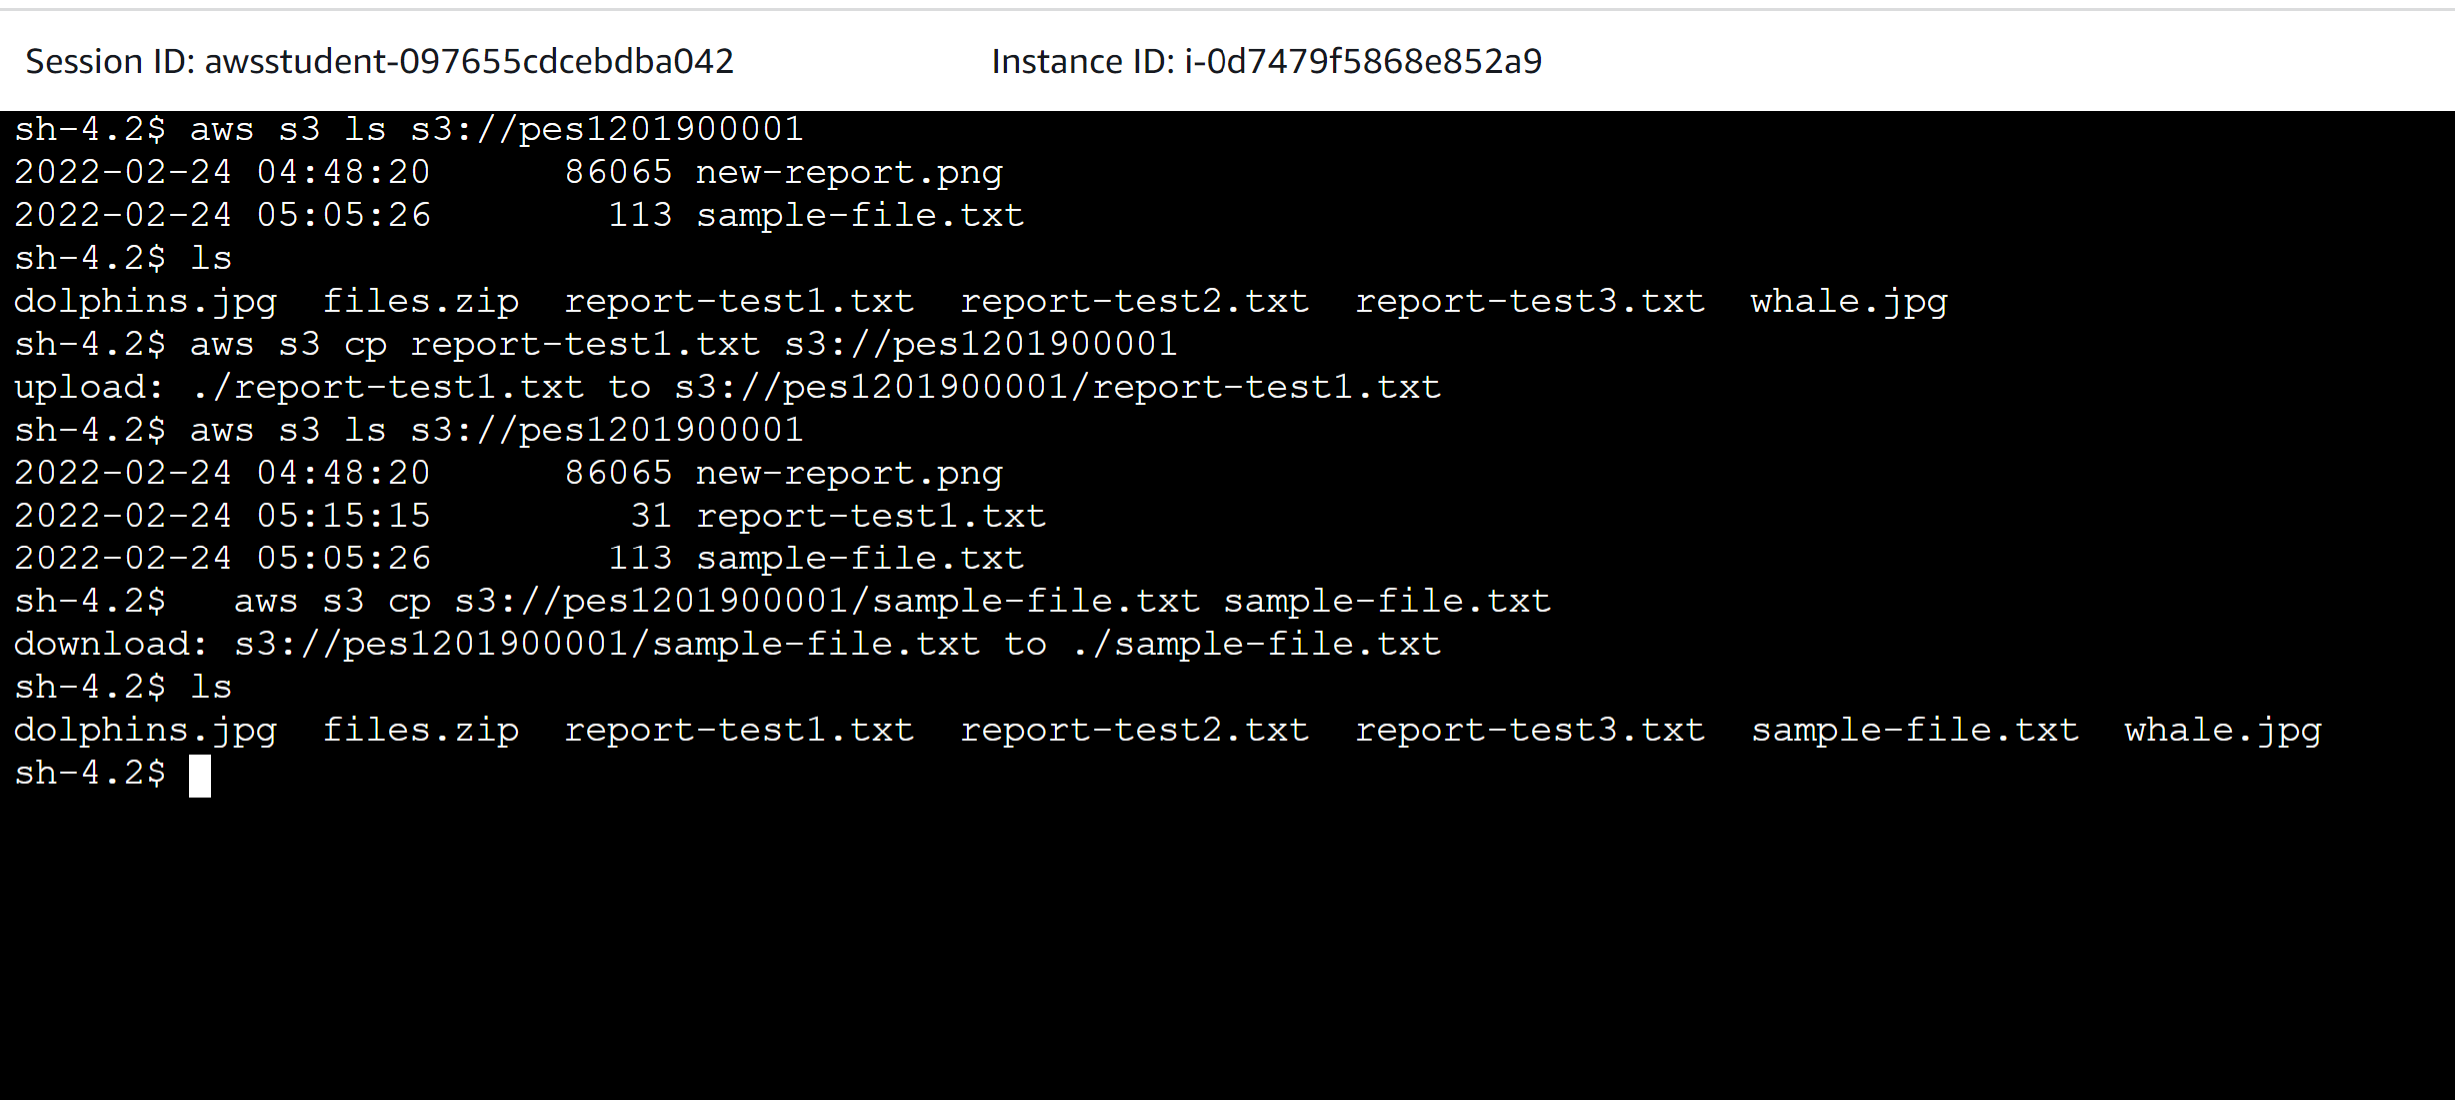 Session ID: awsstudent-097655cdcebdba042 Instance ID: i-0d7479f5868e852a9
sh-4.2$ aws s3 ls s3://pes1201900001
2022-02-24 04:48:20      86065 new-report.png
2022-02-24 05:05:26        113 sample-file.txt
sh-4.2$ ls
dolphins.jpg  files.zip  report-test1.txt  report-test2.txt  report-test3.txt  whale.jpg
sh-4.2$ aws s3 cp report-test1.txt s3://pes1201900001
upload: ./report-test1.txt to s3://pes1201900001/report-test1.txt
sh-4.2$ aws s3 ls s3://pes1201900001
2022-02-24 04:48:20      86065 new-report.png
2022-02-24 05:15:15         31 report-test1.txt
2022-02-24 05:05:26        113 sample-file.txt
sh-4.2$   aws s3 cp s3://pes1201900001/sample-file.txt sample-file.txt
download: s3://pes1201900001/sample-file.txt to ./sample-file.txt
sh-4.2$ ls
dolphins.jpg  files.zip  report-test1.txt  report-test2.txt  report-test3.txt  sample-file.txt  whale.jpg
sh-4.2$